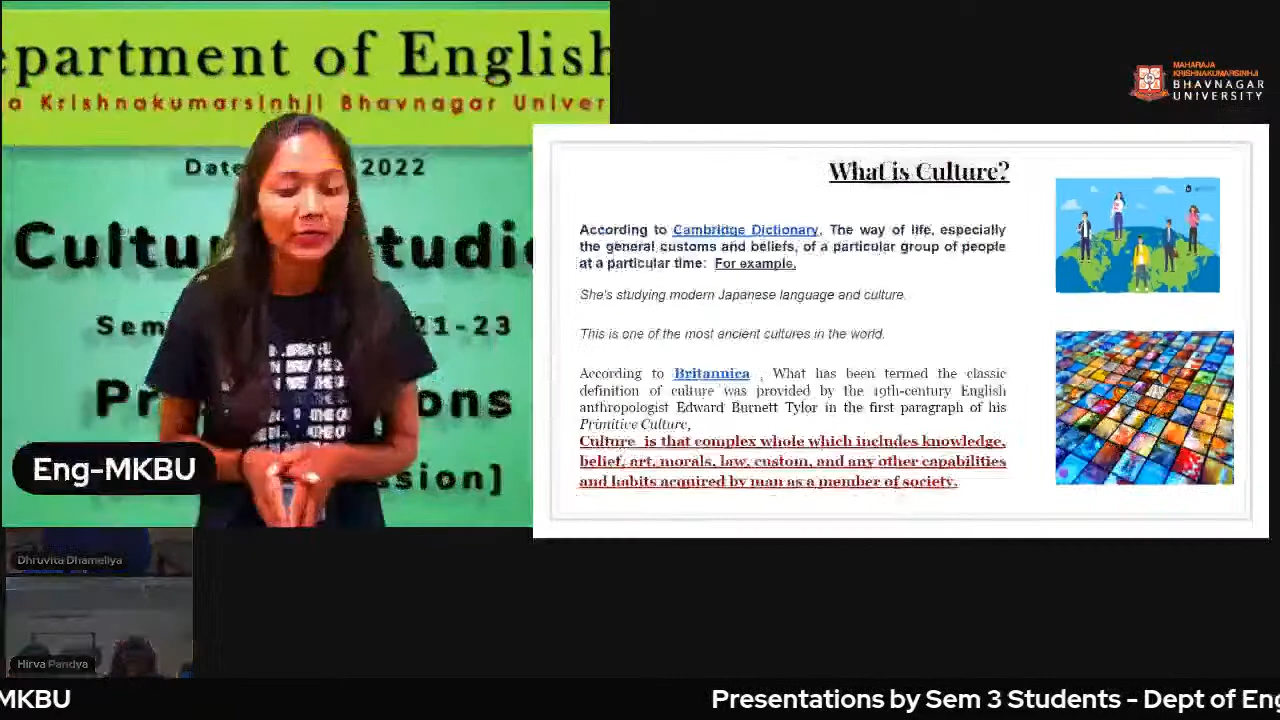 epartment of English
a Krishnakumarsinhji Bhavnagar Univer
Date 2022
Cultu tudie
Sem 21-23
Pr ons
ssion]
Eng-MKBU
Dhruvita Dhameliya
Hirva Pandya
MAHARAJA
KRISHNAKUMARSINHJI
BHAVNAGAR
UNIVERSITY
What is Culture?
According to Cambridge Dictionary. The way of life, especially
the general customs and beliefs, of a particular group of people
at a particular time: For example.
She's studying modern Japanese language and culture.
This is one of the most ancient cultures in the world.
According to Britannica , What has been termed the classic
definition of culture was provided by the 19th-century English
anthropologist Edward Burnett Tylor in the first paragraph of his
Primitive Culture,
Culture is that complex whole which includes knowledge,
belief, art, morals, law, custom, and any other capabilities
and habits acquired by man as a member of society.
MKBU
Presentations by Sem 3 Students - Dept of Eng